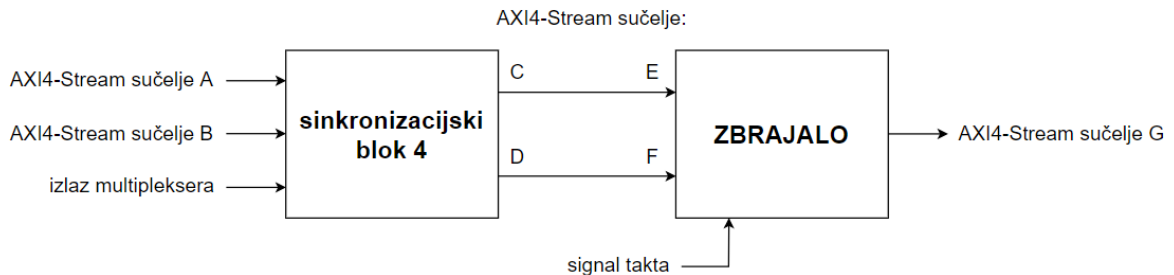 AXI4-Stream sučelje:
AXI4-Stream sučelje A
AXI4-Stream sučelje B
izlaz multipleksera
sinkronizacijski
blok 4
C
E
D
F
ZBRAJALO
AXI4-Stream sučelje G
signal takta